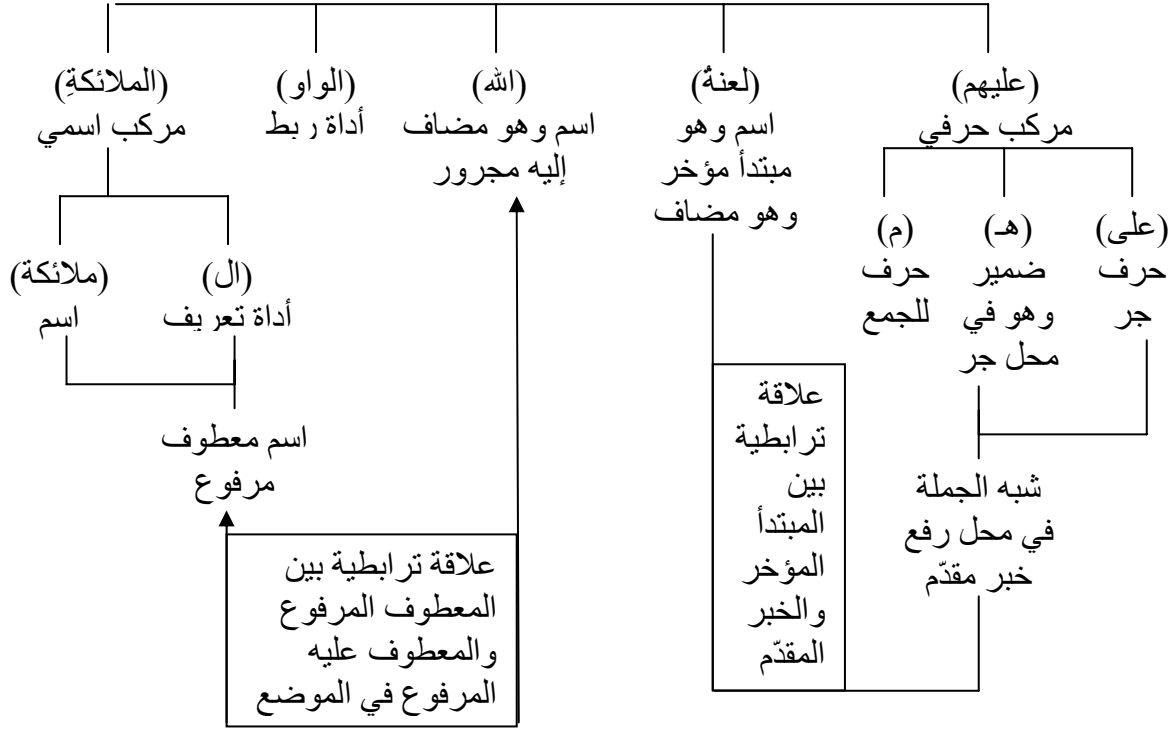 (عليهم)
مركب حرفي
(لعنةُ)
اسم وهو
مبتدأ مؤخر
وهو مضاف
(الله)
اسم وهو مضاف
إليه مجرور
(الواو)
أداة ربط
(الملائكةِ)
مركب اسمي
(على)
حرف
جر
(هـ)
ضمير
وهو في
محل جر
(م)
حرف
للجمع
(ال)
أداة تعريف
(ملائكة)
اسم
شبه الجملة
في محل رفع
خبر مقدّم
علاقة
ترابطية
بين
المبتدأ
المؤخر
والخبر
المقدّم
اسم معطوف
مرفوع
علاقة ترابطية بين
المعطوف المرفوع
والمعطوف عليه
المرفوع في الموضع